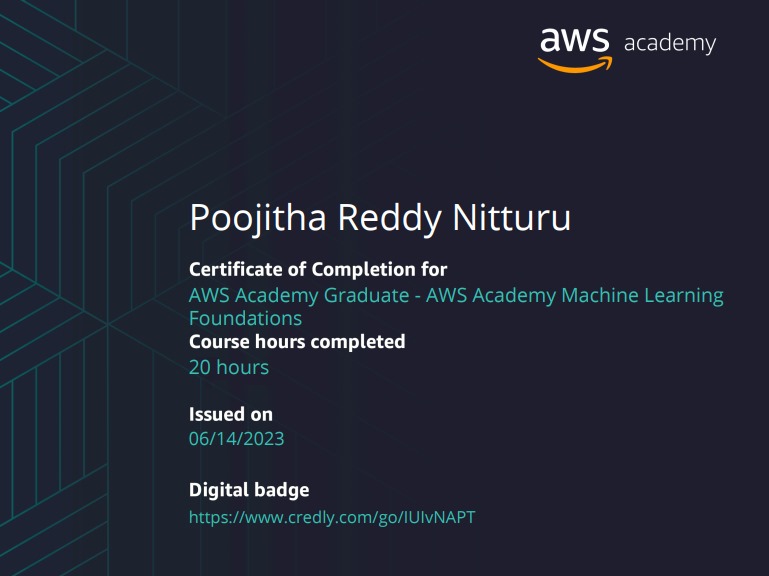 aws academy
Poojitha Reddy Nitturu
Certificate of Completion for
AWS Academy Graduate - AWS Academy Machine Learning
Foundations
Course hours completed
20 hours
Issued on
06/14/2023
Digital badge
https://www.credly.com/go/IUIvNAPT